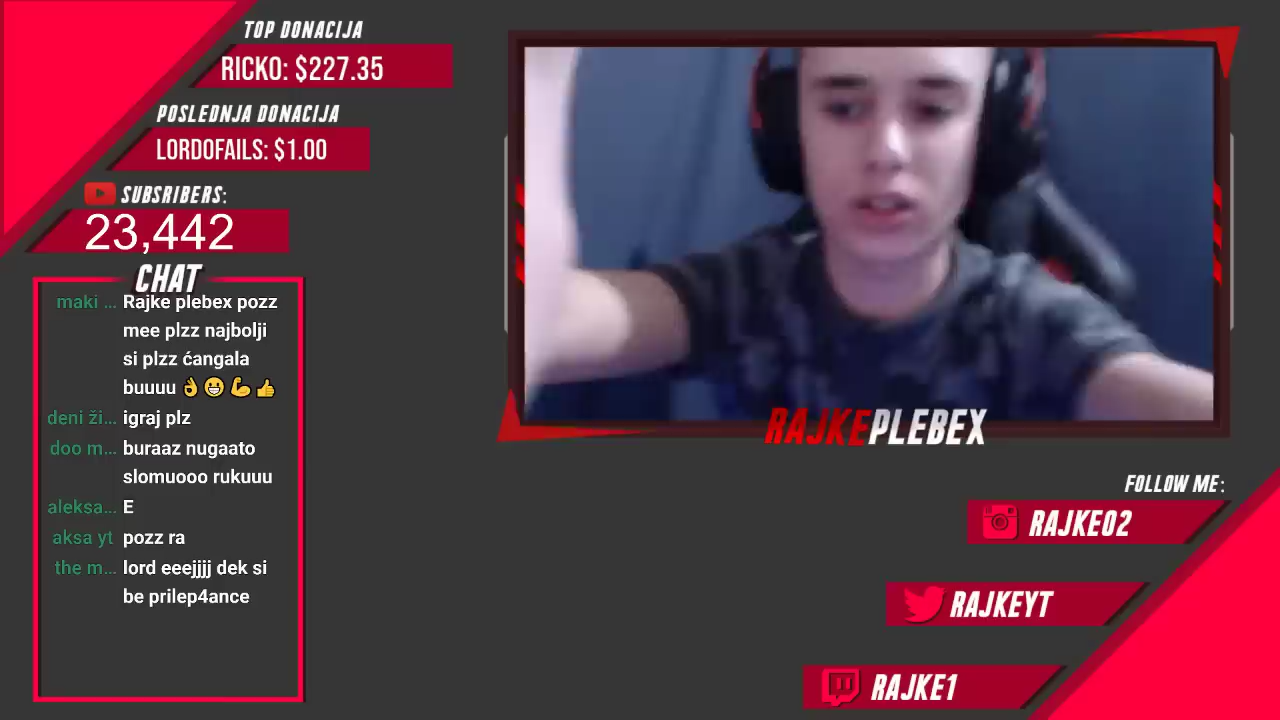 TOP DONACIJA
RICKO: $227.35
POSLEDNJA DONACIJA
LORDOFAILS: $1.00
SUBSRIBERS:
23,442
CHAT
maki ... Rajke plebex pozz
mee plzz najbolji
si plzz ćangala
buuuu 👌😀💪👍
deni ži... igraj plz
doo m... buraaz nugaato
slomuooo rukuuu
aleksa... E
aksa yt pozz ra
the m... lord eeejjjj dek si
be prilep4ance
RAJKEPLEBEX
FOLLOW ME:
RAJKE02
RAJKEYT
RAJKE1